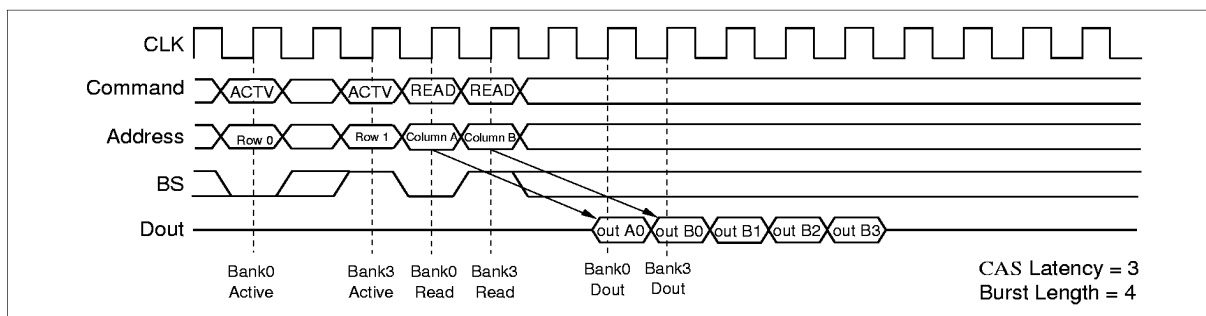 CLK
Command ACTV ACTV READ READ
Address Row 0 Row 1 Column A Column B
BS
Dout out A0 out B0 out B1 out B2 out B3
Bank0 Active
Bank3 Active
Bank0 Read
Bank3 Read
Bank0 Dout
Bank3 Dout
CAS Latency = 3
Burst Length = 4